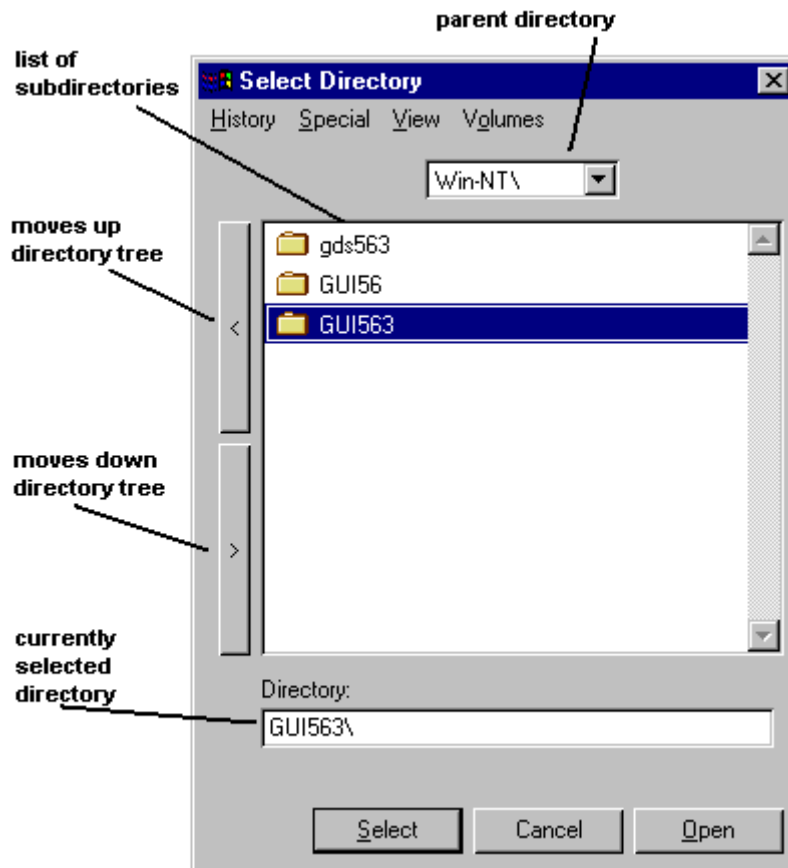 parent directory
list of
subdirectories
Select Directory
History Special View Volumes
Win-NT\
moves up
directory tree
gds563
GUI56
GUI563
<
moves down
directory tree
>
currently
selected
directory
Directory:
GUI563\
Select Cancel Open